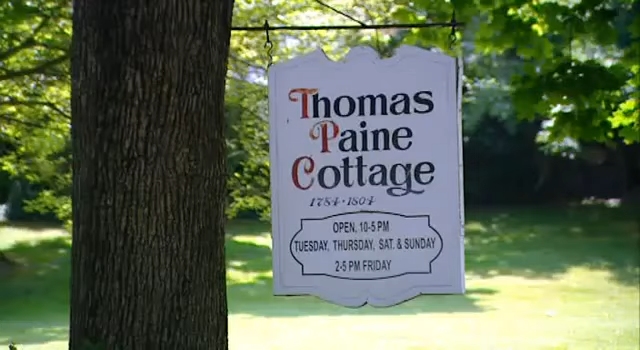 Thomas
Paine
Cottage
1784·1804
OPEN, 10-5 PM
TUESDAY, THURSDAY, SAT. & SUNDAY
2-5 PM FRIDAY